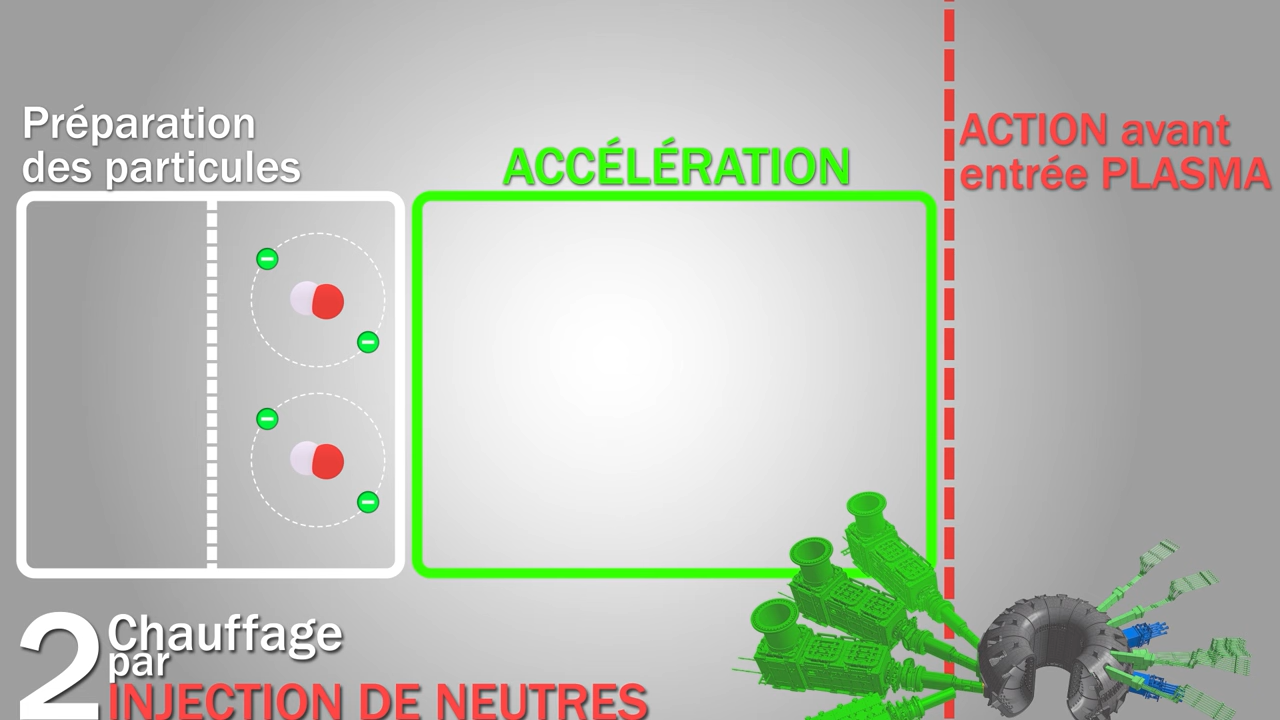 Préparation
des particules
ACCÉLÉRATION
ACTION avant
entrée PLASMA
2
Chauffage
par
INJECTION DE NEUTRES